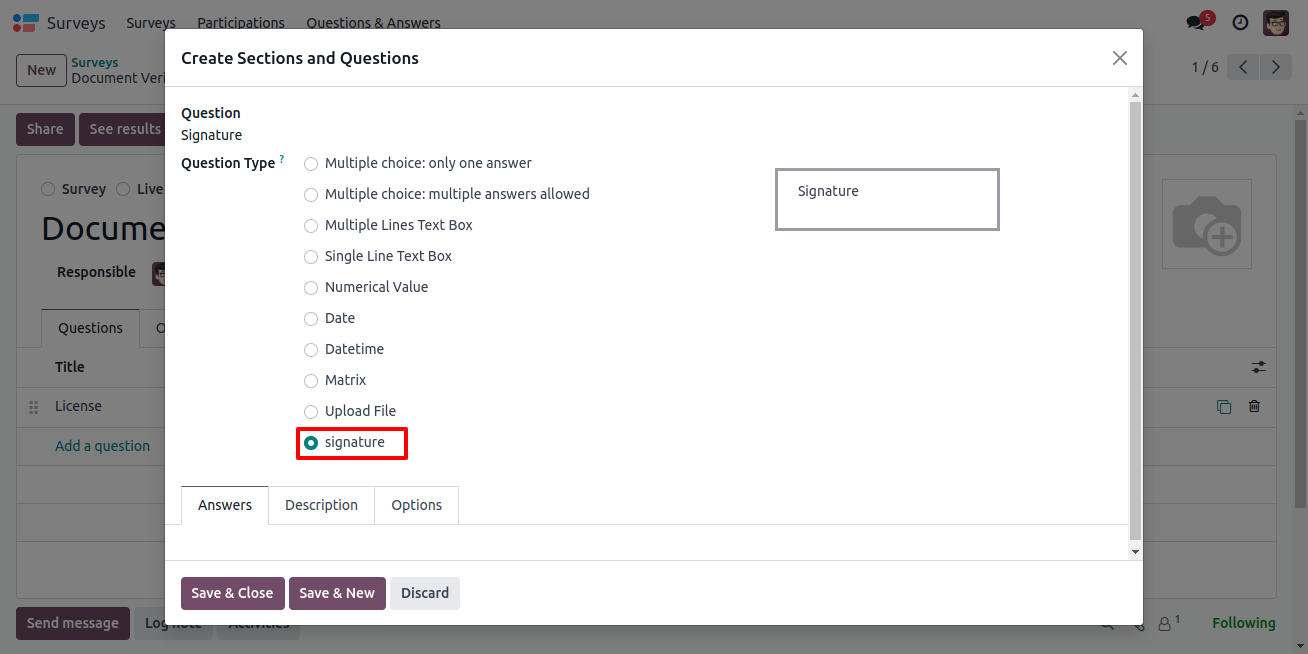 Surveys Surveys Participations Questions & Answers 5
New Surveys
Document Veri
1 / 6
Create Sections and Questions
Share See results
Question
Signature
Question Type ?
Multiple choice: only one answer
Multiple choice: multiple answers allowed
Multiple Lines Text Box
Single Line Text Box
Numerical Value
Date
Datetime
Matrix
Upload File
signature
Signature
Answers Description Options
Save & Close Save & New Discard
Survey Live
Docume
Responsible
Questions O
Title
License
Add a question
Send message Log note Activities
1 Following